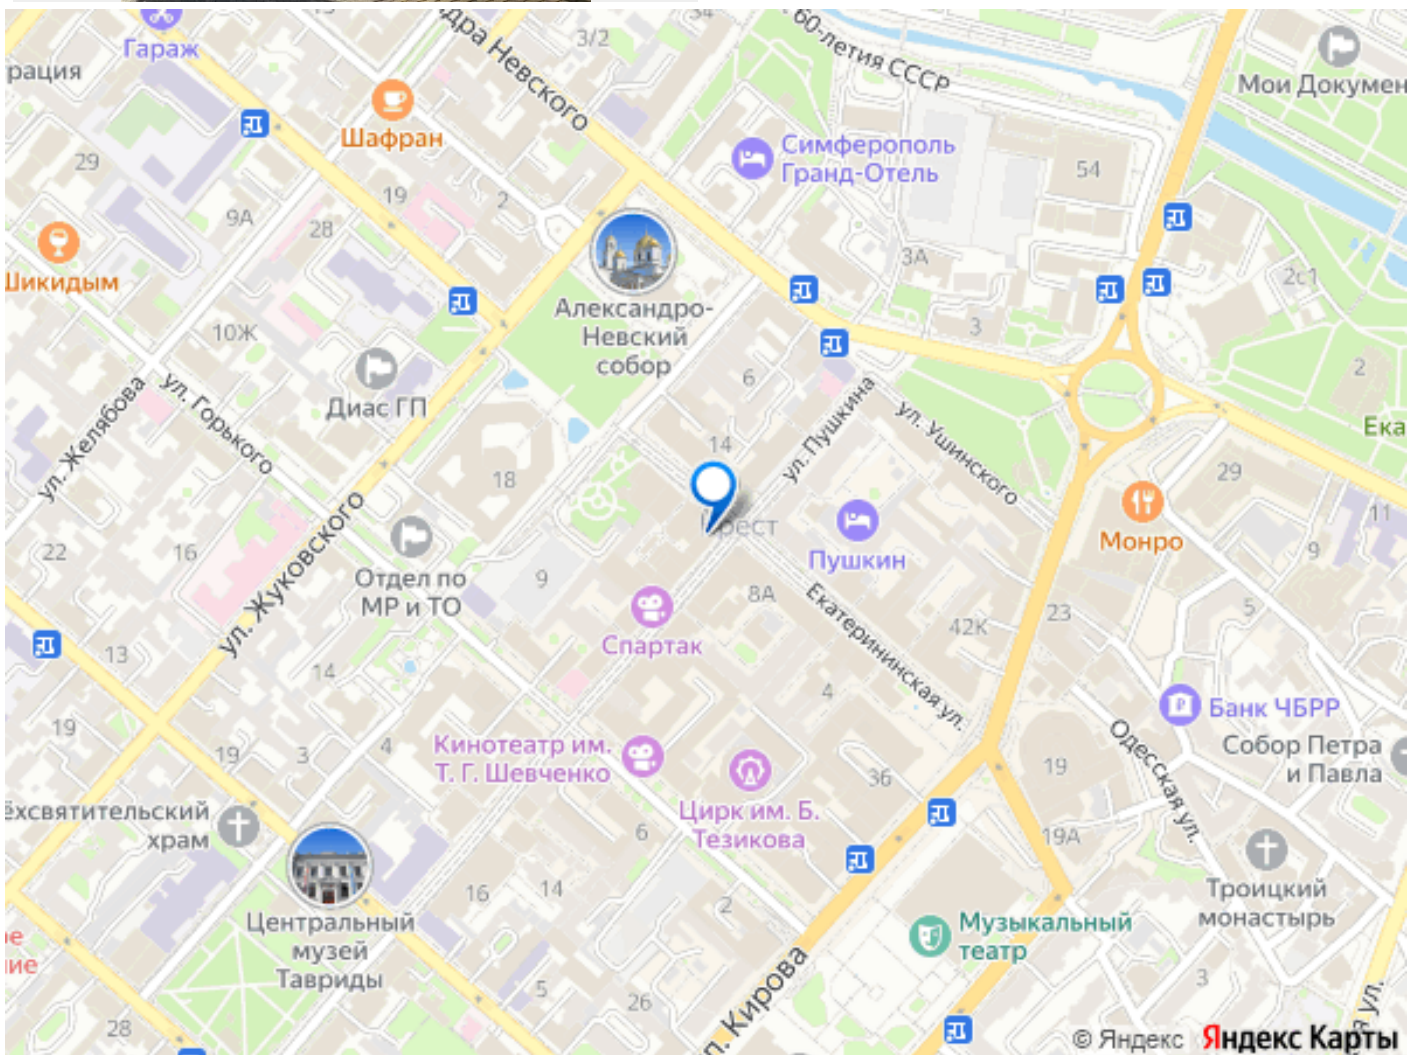 34
3/2
60-летия СССР
Гараж
рация
Невского
Мои Докумен
Шафран
29
Симферополь
Гранд-Отель
54
19
2
9А
28
3А
Шикидым
2с1
Александро-
Невский
собор
10Ж
3
6
2
Диас ГП
ул. Желябова
ул. Горького
ул. Пушкина
ул. Ушинского
Ека
14
18
29
11
Монро
22
16
ул. Жуковского
Пушкин
9
Отдел по
МР и ТО
9
8А
Спартак
Екатерининская ул.
42К
23
5
13
14
4
19
19
3
4
Банк ЧБРР
Кинотеатр им.
Т. Г. Шевченко
Одесская ул.
Собор Петра
и Павла
36
19
ёхсвятительский
храм
Цирк им. Б.
Тезикова
6
19А
16
14
2
Троицкий
монастырь
Центральный
музей
Тавриды
Музыкальный
театр
ие
5
26
3
28
Кирова
ул.
© Яндекс Яндекс Карты